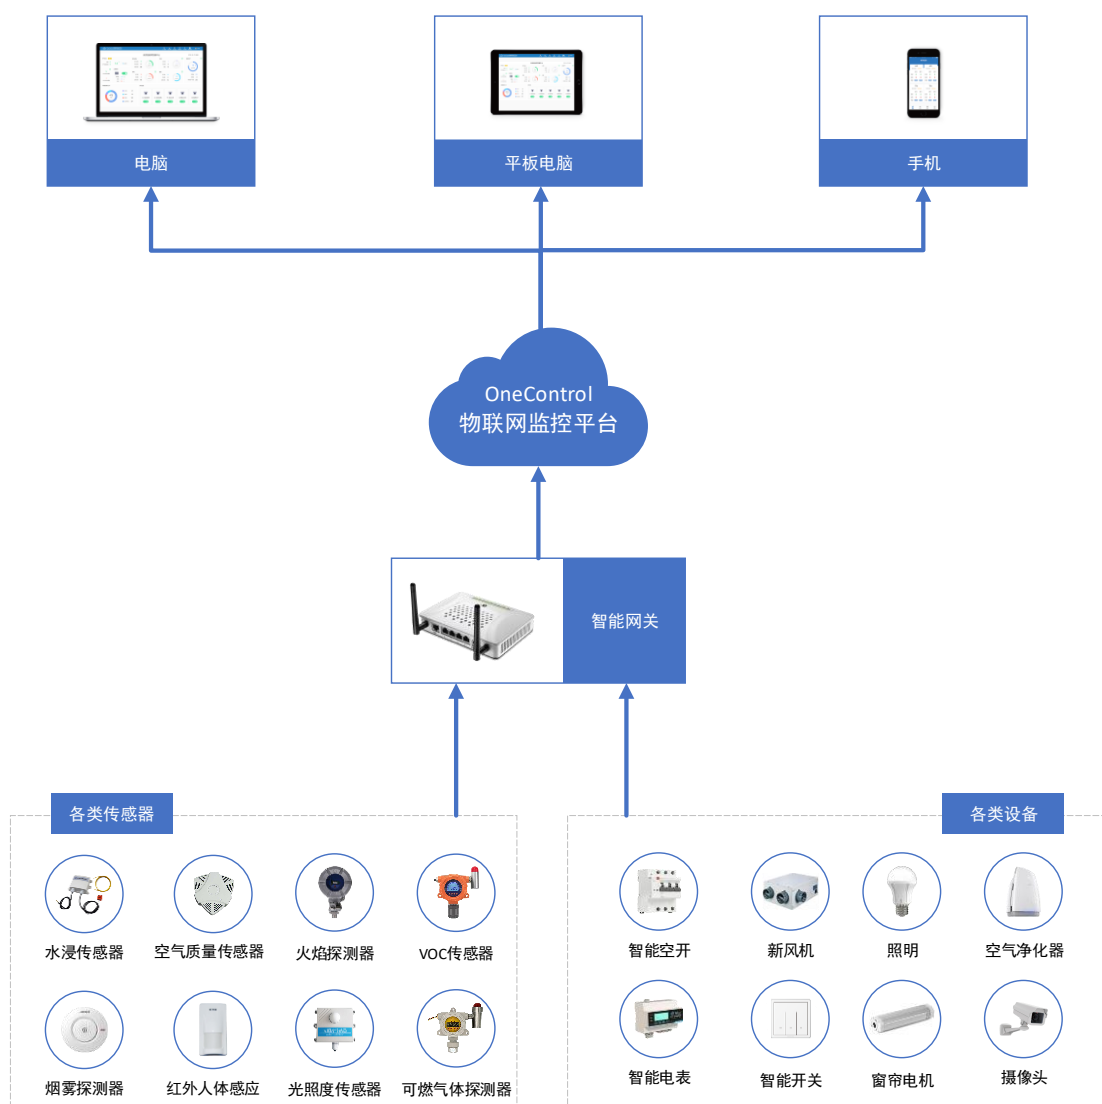 电脑
平板电脑
手机
OneControl
物联网监控平台
智能网关
各类传感器
各类设备
水浸传感器
空气质量传感器
火焰探测器
VOC传感器
智能空开
新风机
照明
空气净化器
烟雾探测器
红外人体感应
光照度传感器
可燃气体探测器
智能电表
智能开关
窗帘电机
摄像头